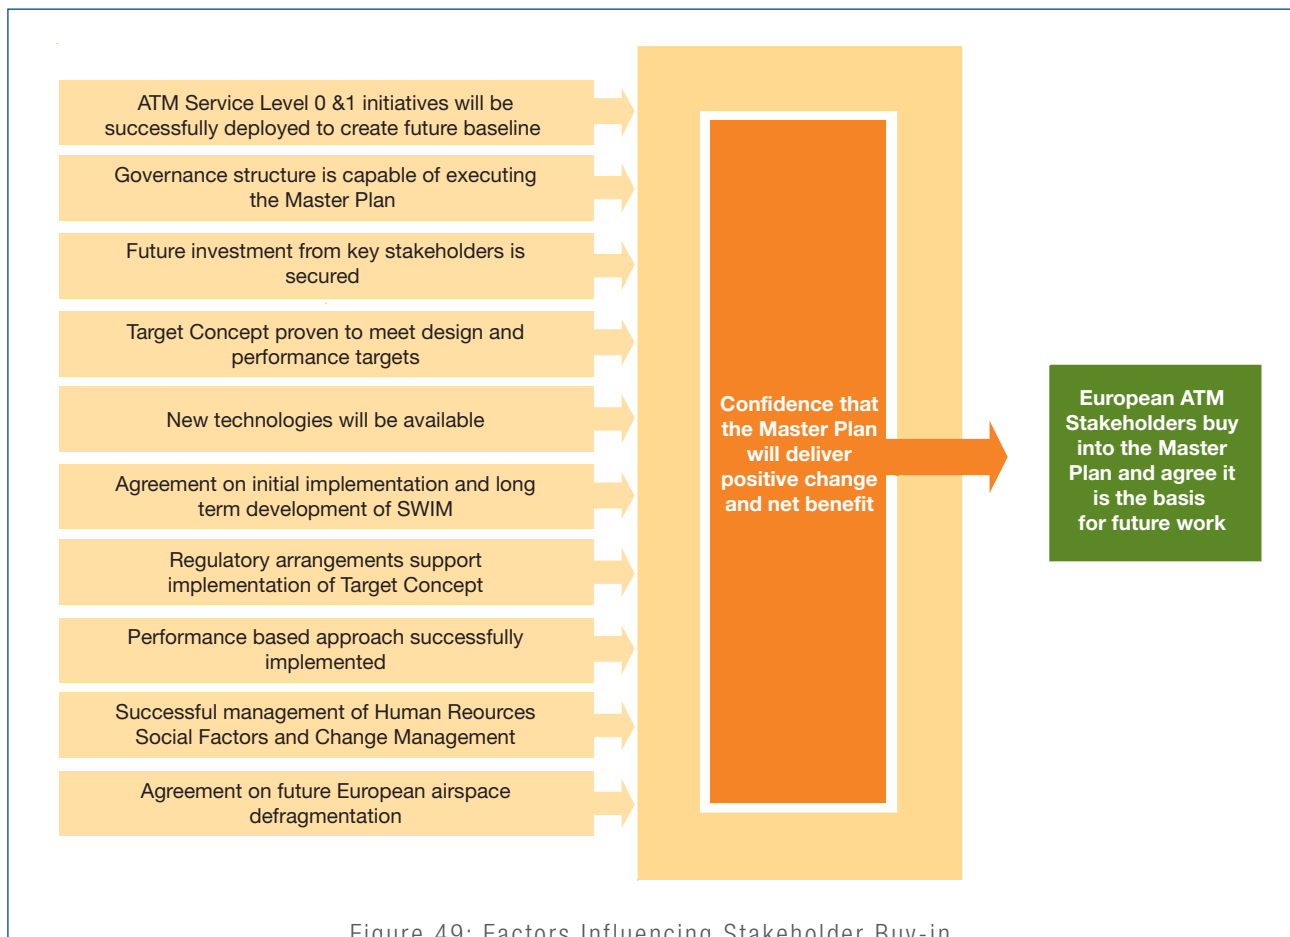 ATM Service Level 0 &1 initiatives will be
successfully deployed to create future baseline
Governance structure is capable of executing
the Master Plan
Future investment from key stakeholders is
secured
Target Concept proven to meet design and
performance targets
New technologies will be available
Agreement on initial implementation and long
term development of SWIM
Regulatory arrangements support
implementation of Target Concept
Performance based approach successfully
implemented
Successful management of Human Reources
Social Factors and Change Management
Agreement on future European airspace
defragmentation
Confidence that
the Master Plan
will deliver
positive change
and net benefit
European ATM
Stakeholders buy
into the Master
Plan and agree it
is the basis
for future work
Figure 49: Factors Influencing Stakeholder Buy-in